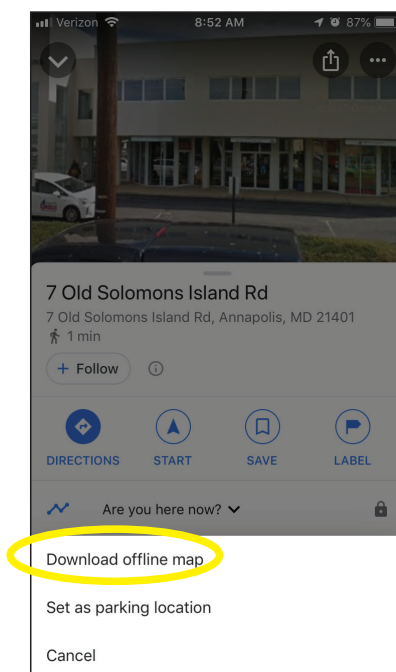 Verizon 8:52 AM 87%
7 Old Solomons Island Rd
7 Old Solomons Island Rd, Annapolis, MD 21401
1 min
+ Follow
DIRECTIONS START SAVE LABEL
Are you here now?
Download offline map
Set as parking location
Cancel